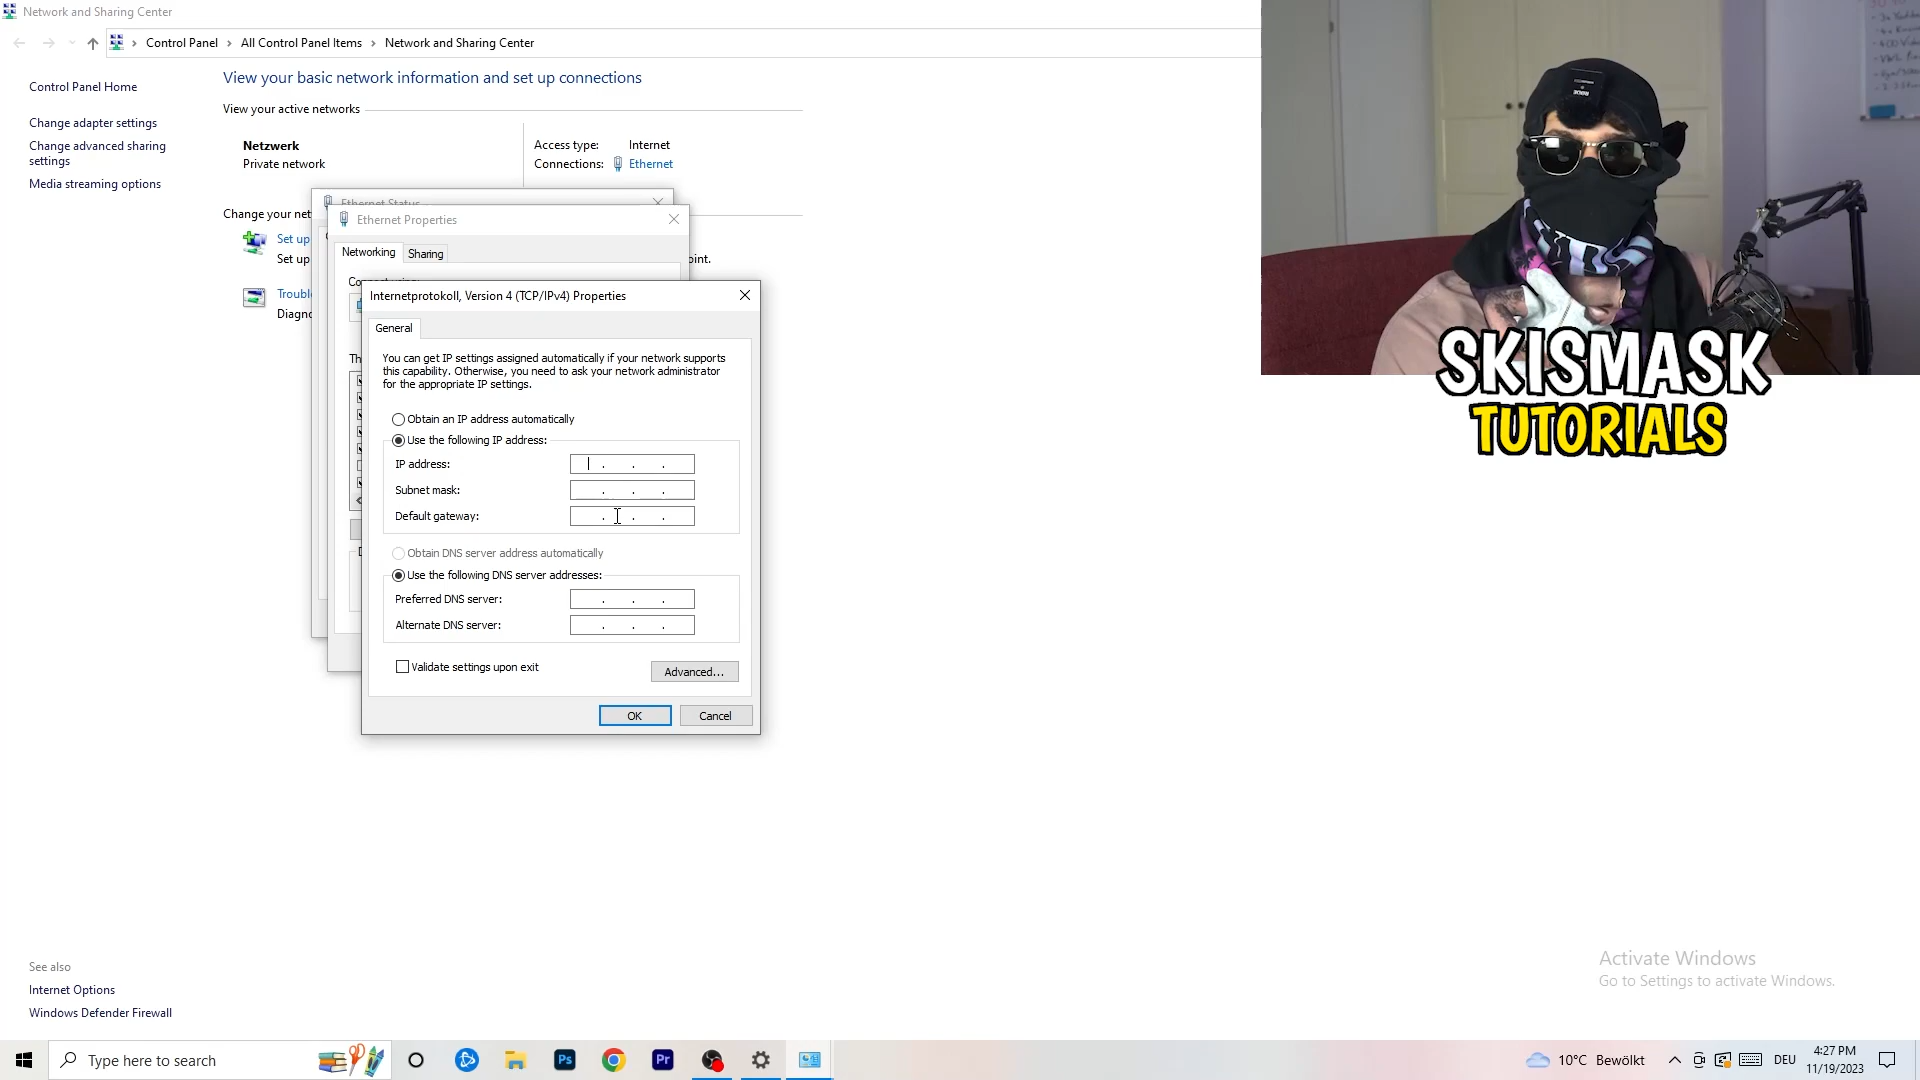 Network and Sharing Center
Control Panel › All Control Panel Items › Network and Sharing Center
Control Panel Home
Change adapter settings
Change advanced sharing
settings
Media streaming options
View your basic network information and set up connections
View your active networks
Netzwerk
Private network
Access type: Internet
Connections: Ethernet
Change your net
Set up
Set up
oint.
Troubl
Diagno
Ethernet Status
Ethernet Properties
Networking
Sharing
Internetprotokoll, Version 4 (TCP/IPv4) Properties
General
You can get IP settings assigned automatically if your network supports
this capability. Otherwise, you need to ask your network administrator
for the appropriate IP settings.
Obtain an IP address automatically
Use the following IP address:
IP address:
Subnet mask:
Default gateway:
Obtain DNS server address automatically
Use the following DNS server addresses:
Preferred DNS server:
Alternate DNS server:
Validate settings upon exit
Advanced...
OK
Cancel
SKISMASK
TUTORIALS
Activate Windows
Go to Settings to activate Windows.
See also
Internet Options
Windows Defender Firewall
Type here to search
Ps
Pr
10°C Bewölkt
DEU
4:27 PM
11/19/2023